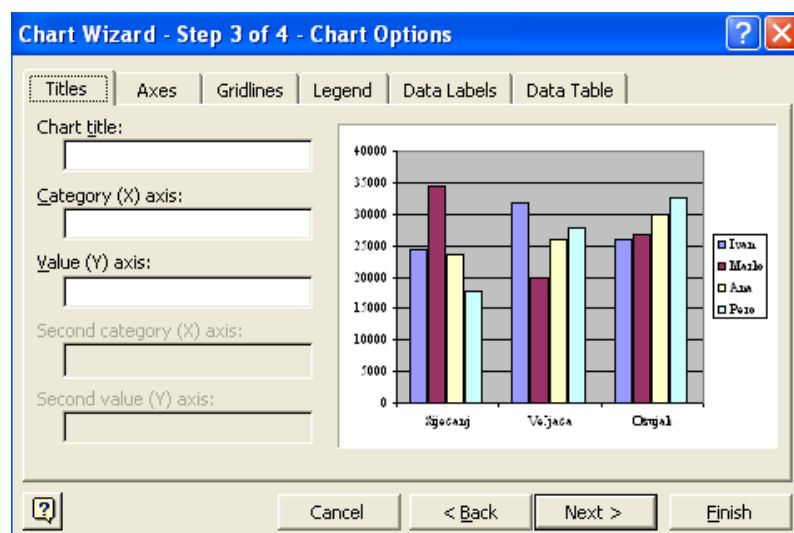 Chart Wizard - Step 3 of 4 - Chart Options
Titles Axes Gridlines Legend Data Labels Data Table
Chart title:
Category (X) axis:
Value (Y) axis:
Second category (X) axis:
Second value (Y) axis:
40000
35000
30000
25000
20000
15000
10000
5000
0
Siječanj Veljača Ožujak
Ivan
Marko
Ana
Pero
Cancel < Back Next > Finish